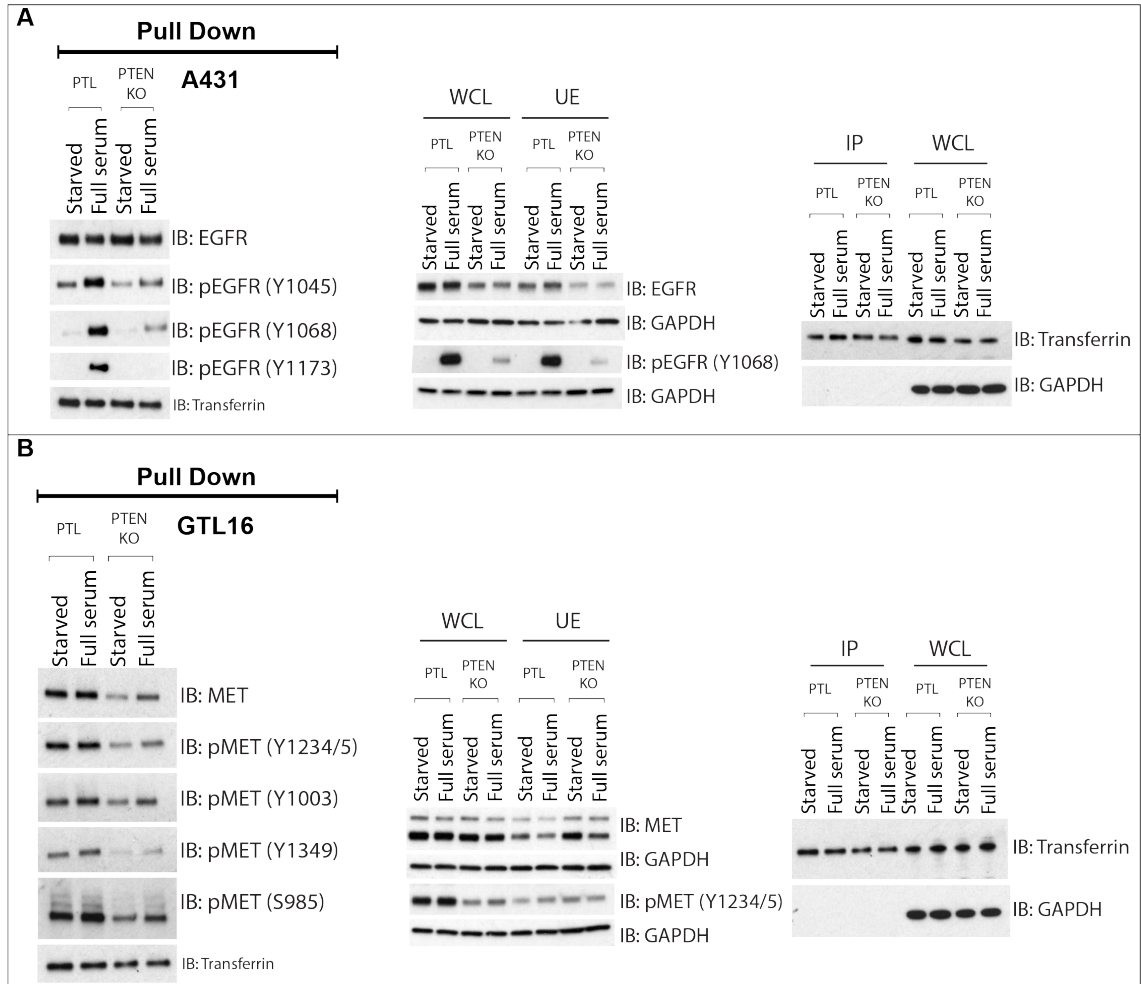 A
Pull Down
PTL
PTEN
KO
A431
Starved
Full serum
Starved
Full serum
IB: EGFR
IB: pEGFR (Y1045)
IB: pEGFR (Y1068)
IB: pEGFR (Y1173)
IB: Transferrin
WCL
UE
PTL
PTEN
KO
PTL
PTEN
KO
Starved
Full serum
Starved
Full serum
Starved
Full serum
Starved
Full serum
IB: EGFR
IB: GAPDH
IB: pEGFR (Y1068)
IB: GAPDH
IP
WCL
PTL
PTEN
KO
PTL
PTEN
KO
Starved
Full serum
Starved
Full serum
Starved
Full serum
Starved
Full serum
IB: Transferrin
IB: GAPDH
B
Pull Down
PTL
PTEN
KO
GTL16
Starved
Full serum
Starved
Full serum
IB: MET
IB: pMET (Y1234/5)
IB: pMET (Y1003)
IB: pMET (Y1349)
IB: pMET (S985)
IB: Transferrin
WCL
UE
PTL
PTEN
KO
PTL
PTEN
KO
Starved
Full serum
Starved
Full serum
Starved
Full serum
Starved
Full serum
IB: MET
IB: GAPDH
IB: pMET (Y1234/5)
IB: GAPDH
IP
WCL
PTL
PTEN
KO
PTL
PTEN
KO
Starved
Full serum
Starved
Full serum
Starved
Full serum
Starved
Full serum
IB: Transferrin
IB: GAPDH